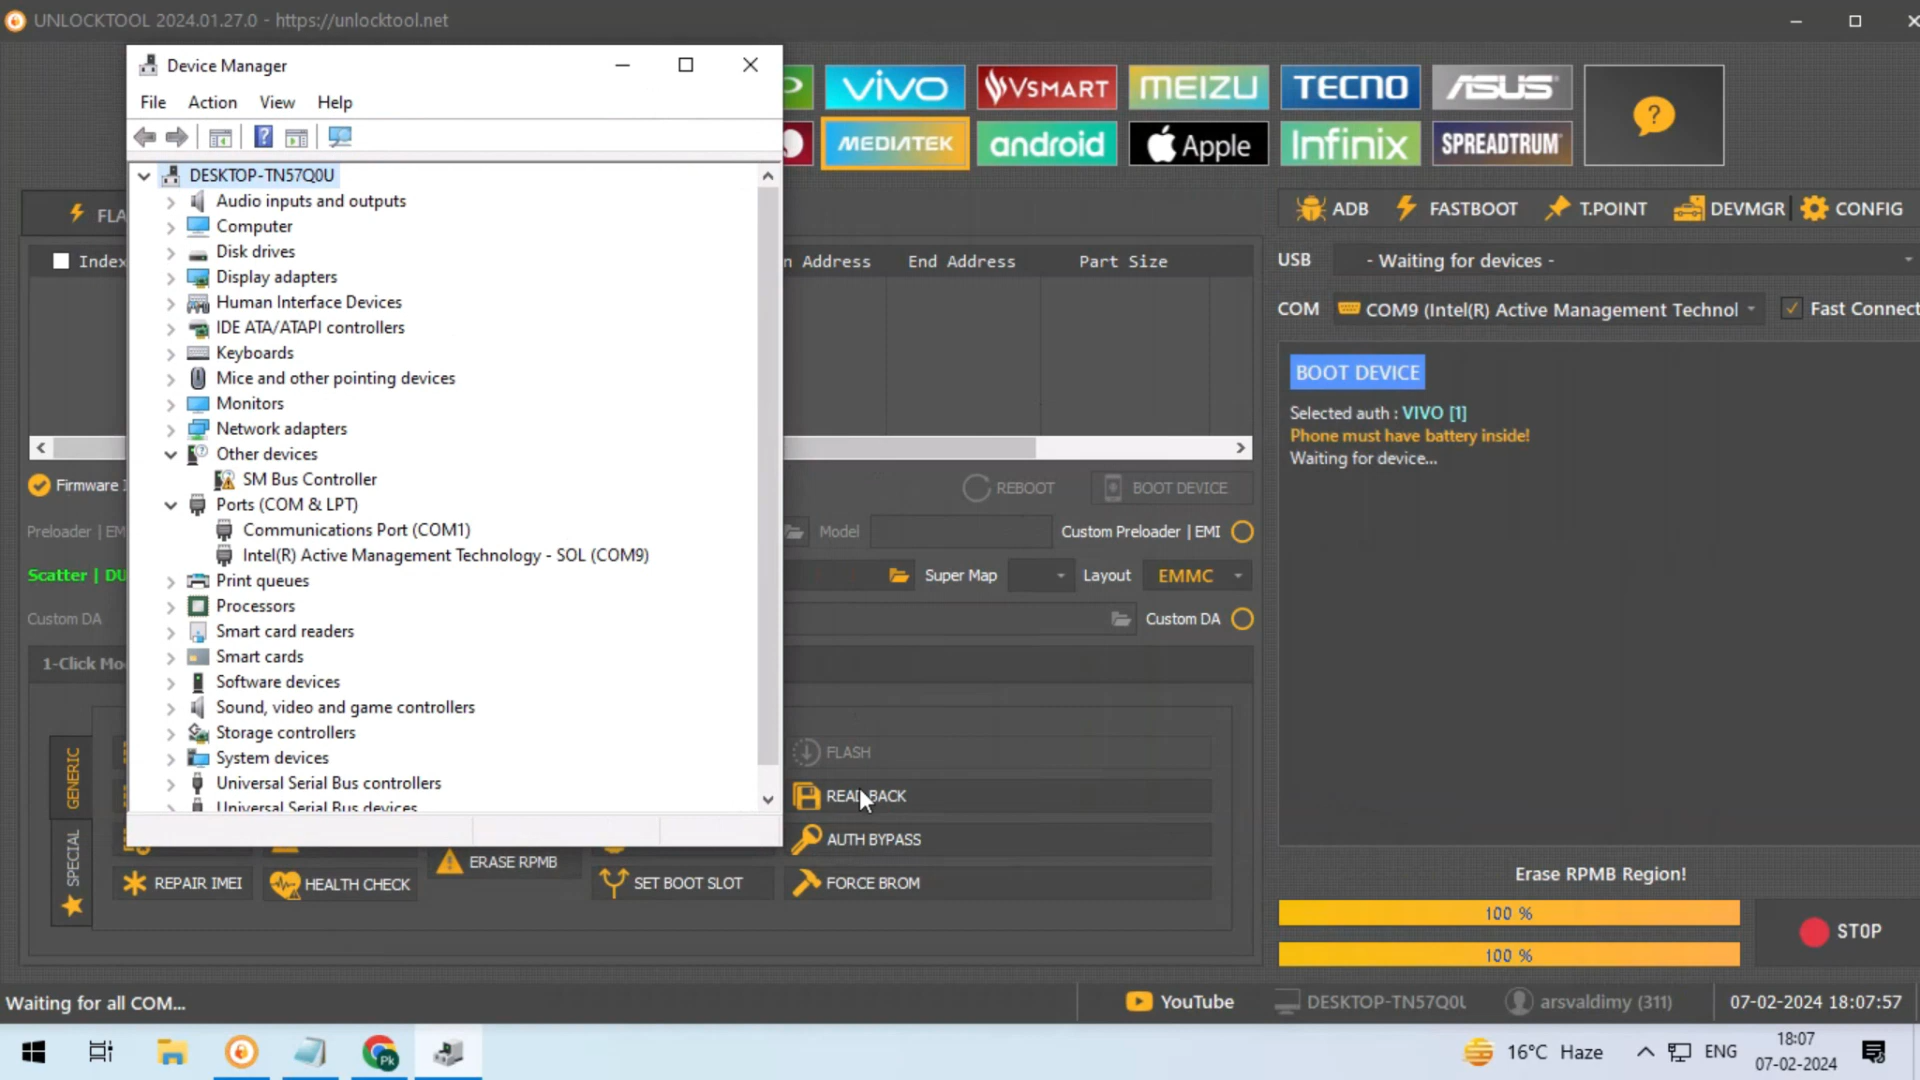 UNLOCKTOOL 2024.01.27.0 - https://unlocktool.net
Device Manager
File Action View Help
DESKTOP-TN57Q0U
Audio inputs and outputs
Computer
Disk drives
Display adapters
Human Interface Devices
IDE ATA/ATAPI controllers
Keyboards
Mice and other pointing devices
Monitors
Network adapters
Other devices
SM Bus Controller
Ports (COM & LPT)
Communications Port (COM1)
Intel(R) Active Management Technology - SOL (COM9)
Print queues
Processors
Smart card readers
Smart cards
Software devices
Sound, video and game controllers
Storage controllers
System devices
Universal Serial Bus controllers
Universal Serial Bus devices
vivo VSMART MEIZU TECNO ASUS ?
MEDIATEK android Apple Infinix SPREADTRUM
FLA
ADB FASTBOOT T.POINT DEVMGR CONFIG
Index n Address End Address Part Size
USB - Waiting for devices -
COM COM9 (Intel(R) Active Management Technol Fast Connect
BOOT DEVICE
Selected auth : VIVO [1]
Phone must have battery inside!
Waiting for device...
Firmware I REBOOT BOOT DEVICE
Preloader | EM Model Custom Preloader | EMI
Scatter | DU Super Map Layout EMMC
Custom DA Custom DA
1-Click Mo
GENERIC
SPECIAL
FLASH
READ BACK
AUTH BYPASS
ERASE RPMB
REPAIR IMEI HEALTH CHECK SET BOOT SLOT FORCE BROM
Erase RPMB Region!
100 %
100 %
STOP
Waiting for all COM...
YouTube DESKTOP-TN57Q0U arsvaldimy (311) 07-02-2024 18:07:57
16°C Haze ENG
18:07
07-02-2024